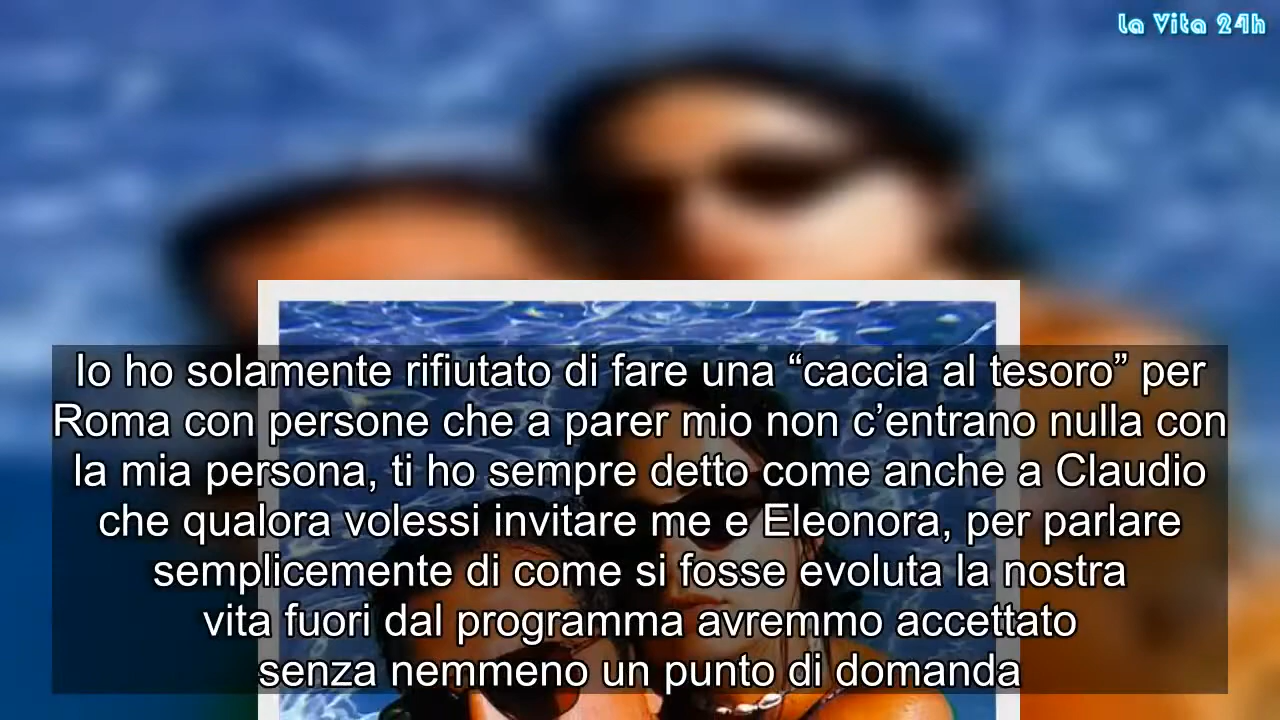 La Vita 24h
Io ho solamente rifiutato di fare una “caccia al tesoro” per
Roma con persone che a parer mio non c’entrano nulla con
la mia persona, ti ho sempre detto come anche a Claudio
che qualora volessi invitare me e Eleonora, per parlare
semplicemente di come si fosse evoluta la nostra
vita fuori dal programma avremmo accettato
senza nemmeno un punto di domanda